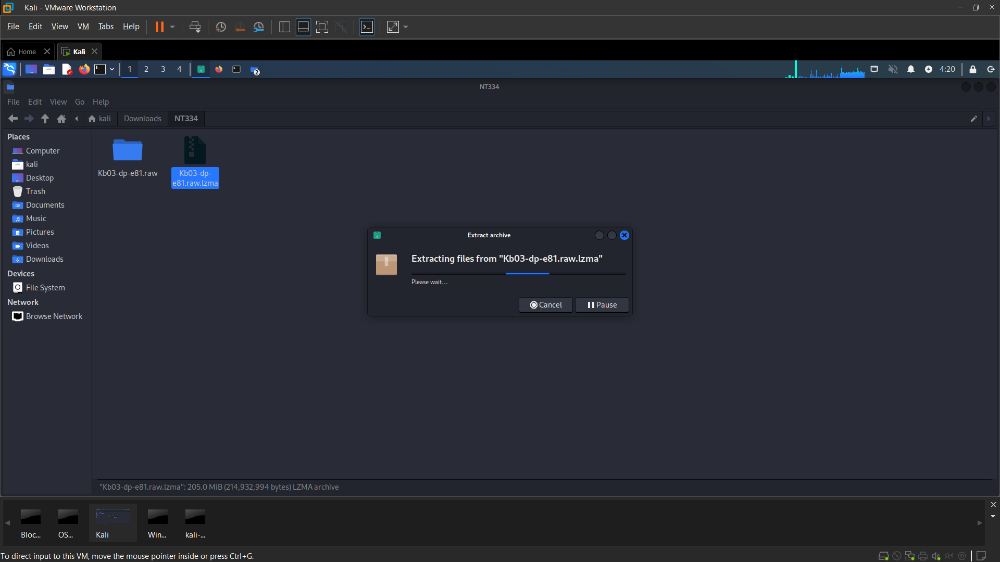 Kali - VMware Workstation
File Edit View VM Tabs Help
Home Kali
1 2 3 4 2 4:20
NT334
File Edit View Go Help
kali Downloads NT334
Places
Computer
kali
Desktop
Trash
Documents
Music
Pictures
Videos
Downloads
Devices
File System
Network
Browse Network
Kb03-dp-e81.raw
Kb03-dp-
e81.raw.lzma
Extract archive
Extracting files from "Kb03-dp-e81.raw.lzma"
Please wait...
Cancel Pause
"Kb03-dp-e81.raw.lzma": 205.0 MiB (214,932,994 bytes) LZMA archive
Bloc... OS... Kali Win... kali-...
To direct input to this VM, move the mouse pointer inside or press Ctrl+G.